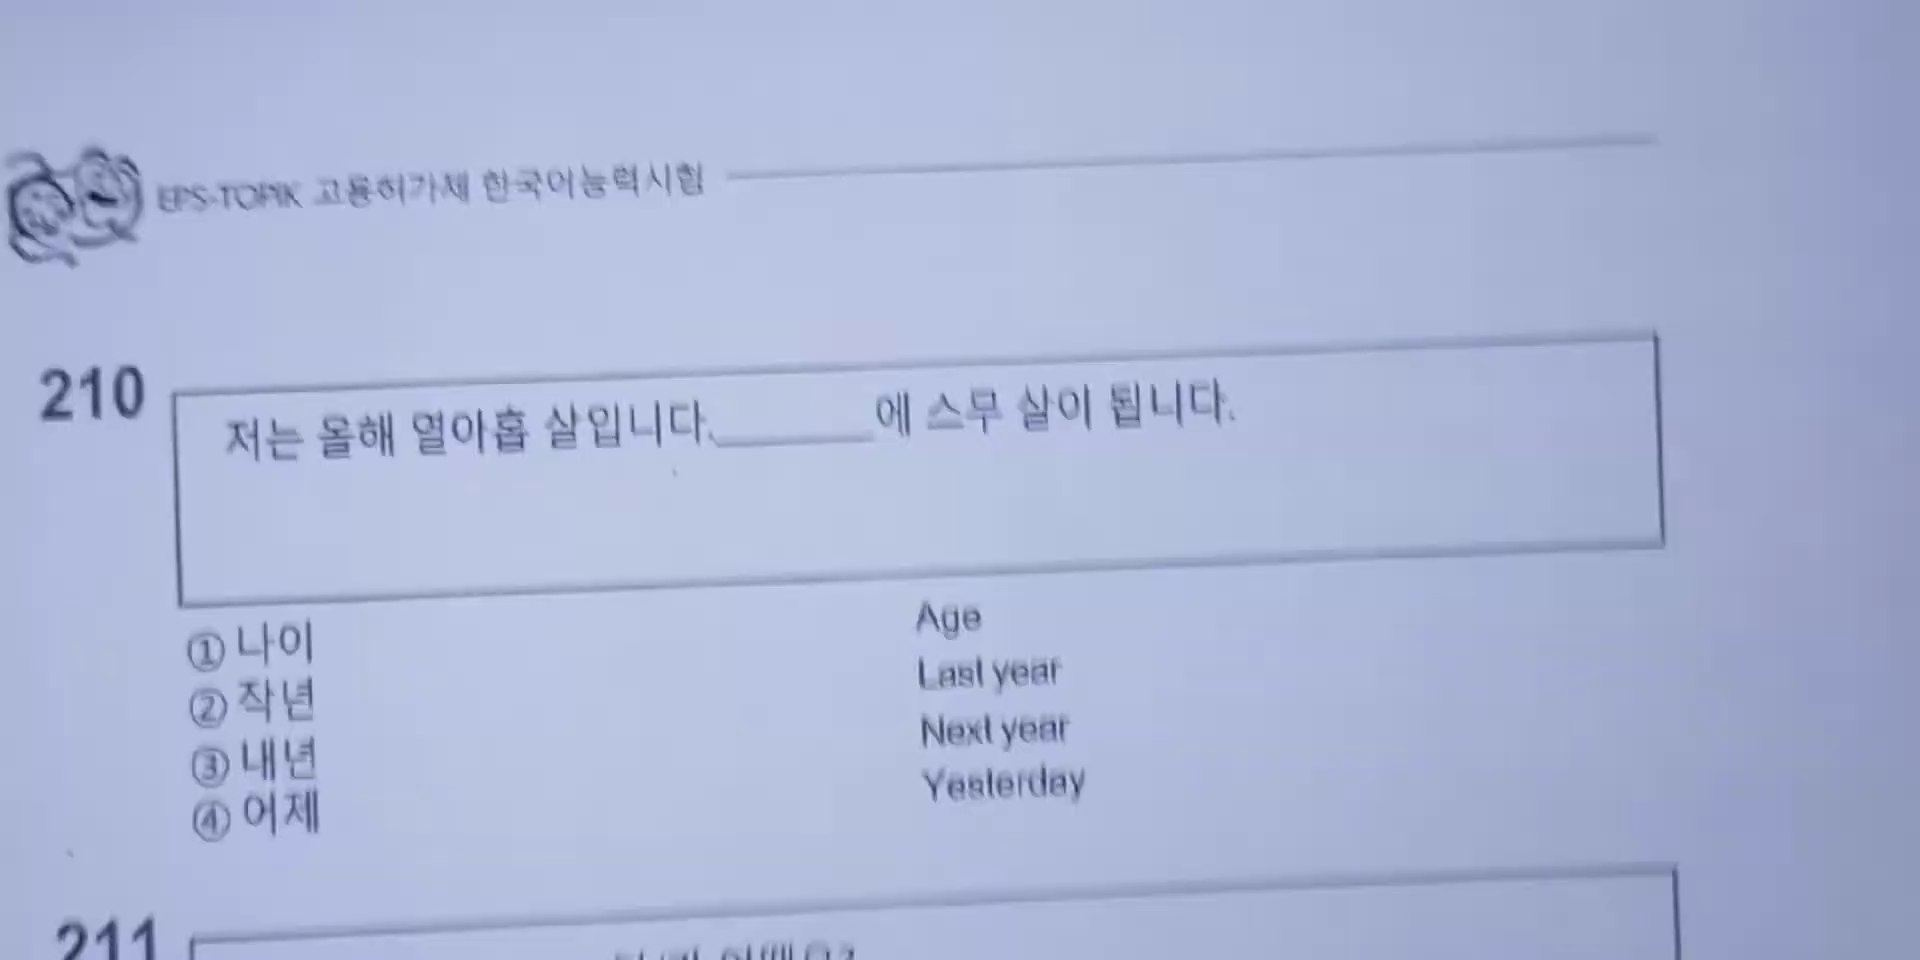 EPS-TOPIK 고용허가제 한국어능력시험
210
저는 올해 열아홉 살입니다.______에 스무 살이 됩니다.
① 나이 Age
② 작년 Last year
③ 내년 Next year
④ 어제 Yesterday
211